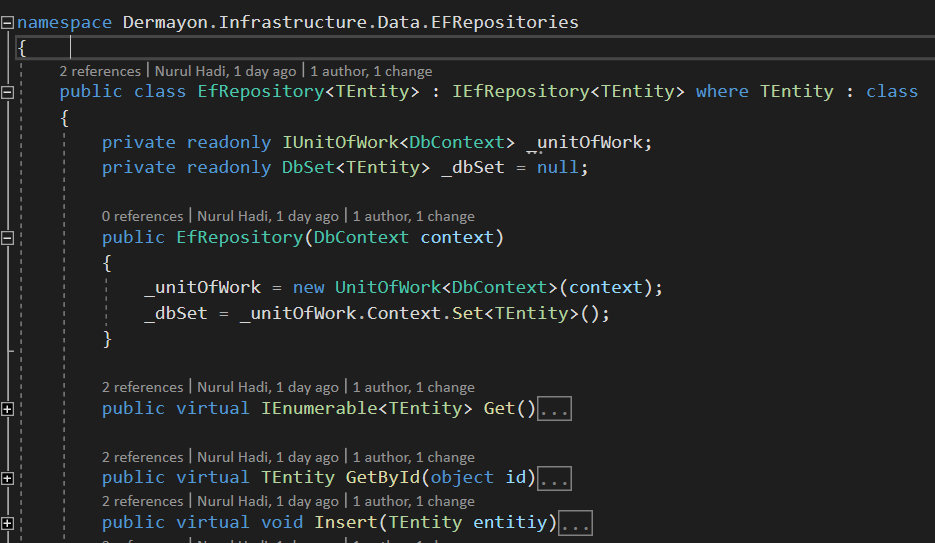 namespace Dermayon.Infrastructure.Data.EFRepositories
{
2 references | Nurul Hadi, 1 day ago | 1 author, 1 change
public class EfRepository<TEntity> : IEfRepository<TEntity> where TEntity : class
{
private readonly IUnitOfWork<DbContext> _unitOfWork;
private readonly DbSet<TEntity> _dbSet = null;
0 references | Nurul Hadi, 1 day ago | 1 author, 1 change
public EfRepository(DbContext context)
{
_unitOfWork = new UnitOfWork<DbContext>(context);
_dbSet = _unitOfWork.Context.Set<TEntity>();
}
2 references | Nurul Hadi, 1 day ago | 1 author, 1 change
public virtual IEnumerable<TEntity> Get()...
2 references | Nurul Hadi, 1 day ago | 1 author, 1 change
public virtual TEntity GetById(object id)...
2 references | Nurul Hadi, 1 day ago | 1 author, 1 change
public virtual void Insert(TEntity entitiy)...